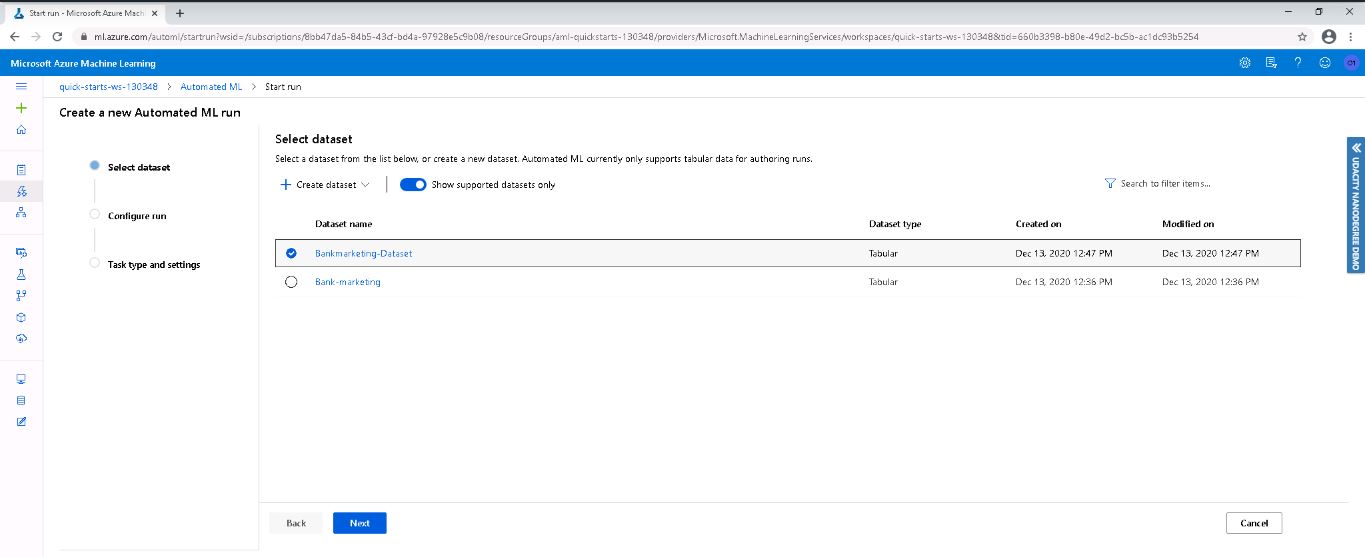 Start run - Microsoft Azure Machi
ml.azure.com/automl/startrun?wsid=/subscriptions/8bb47da5-84b5-43cf-bd4a-97928e5c9b08/resourceGroups/aml-quickstarts-130348/providers/Microsoft.MachineLearningServices/workspaces/quick-starts-ws-130348&tid=660b3398-b80e-49d2-bc5b-ac1dc93b5254
Microsoft Azure Machine Learning
quick-starts-ws-130348 > Automated ML > Start run
Create a new Automated ML run
Select dataset
Configure run
Task type and settings
Select dataset
Select a dataset from the list below, or create a new dataset. Automated ML currently only supports tabular data for authoring runs.
+ Create dataset Show supported datasets only Search to filter items...
Dataset name Dataset type Created on Modified on
Bankmarketing-Dataset Tabular Dec 13, 2020 12:47 PM Dec 13, 2020 12:47 PM
Bank-marketing Tabular Dec 13, 2020 12:36 PM Dec 13, 2020 12:36 PM
Back Next Cancel
UDACITY NANODEGREE DEMO